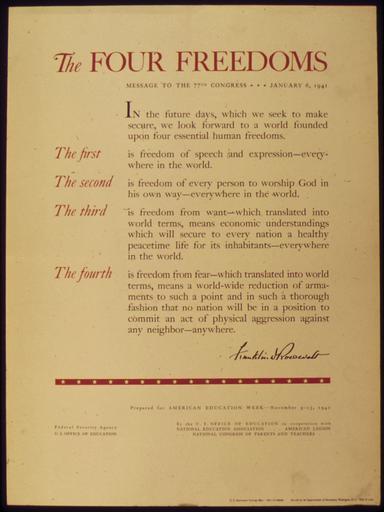 The FOUR FREEDOMS
MESSAGE TO THE 77TH CONGRESS * * * JANUARY 6, 1941
IN the future days, which we seek to make
secure, we look forward to a world founded
upon four essential human freedoms.
The first is freedom of speech and expression—every-
where in the world.
The second is freedom of every person to worship God in
his own way—everywhere in the world.
The third is freedom from want—which translated into
world terms, means economic understandings
which will secure to every nation a healthy
peacetime life for its inhabitants—everywhere
in the world.
The fourth is freedom from fear—which translated into world
terms, means a world-wide reduction of arma-
ments to such a point and in such a thorough
fashion that no nation will be in a position to
commit an act of physical aggression against
any neighbor—anywhere.
Franklin D Roosevelt
Prepared for AMERICAN EDUCATION WEEK—November 9-15, 1941
Federal Security Agency
U.S. OFFICE OF EDUCATION
By the U. S. OFFICE OF EDUCATION in cooperation with
NATIONAL EDUCATION ASSOCIATION AMERICAN LEGION
NATIONAL CONGRESS OF PARENTS AND TEACHERS